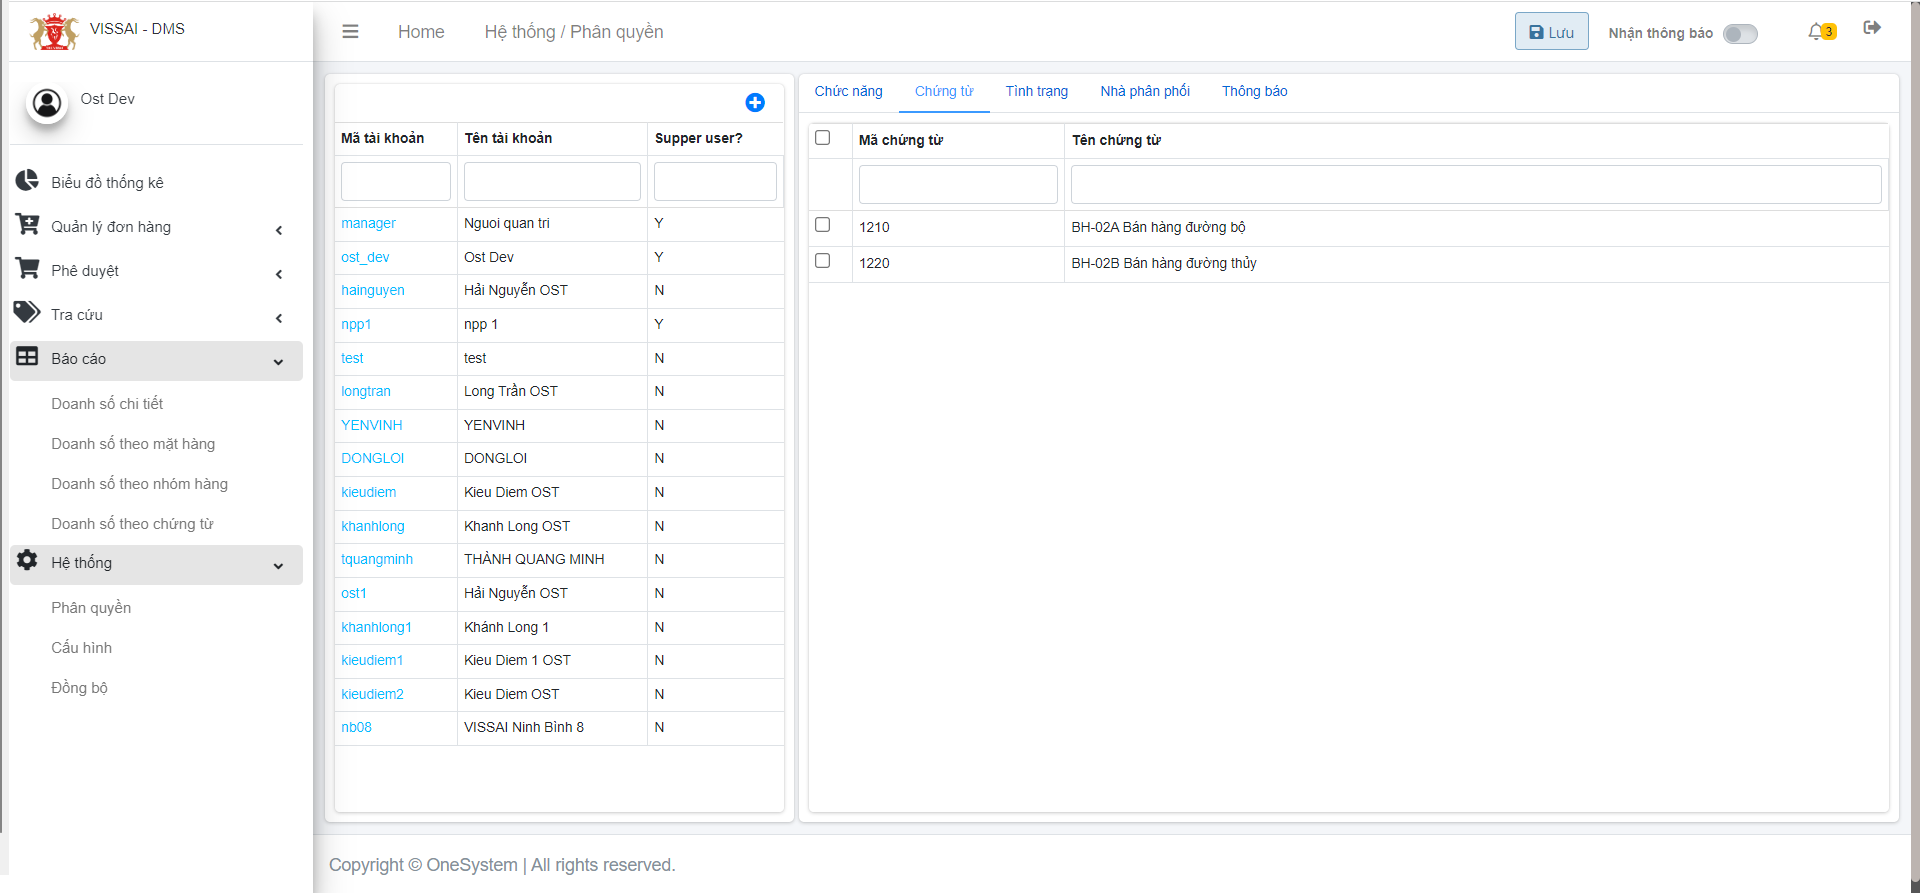 VISSAI - DMS
Home
Hệ thống / Phân quyền
Lưu
Nhận thông báo
3
Ost Dev
Biểu đồ thống kê
Quản lý đơn hàng
Phê duyệt
Tra cứu
Báo cáo
Doanh số chi tiết
Doanh số theo mặt hàng
Doanh số theo nhóm hàng
Doanh số theo chứng từ
Hệ thống
Phân quyền
Cấu hình
Đồng bộ
Mã tài khoản Tên tài khoản Supper user?
manager Nguoi quan tri Y
ost_dev Ost Dev Y
hainguyen Hải Nguyễn OST N
npp1 npp 1 Y
test test N
longtran Long Trần OST N
YENVINH YENVINH N
DONGLOI DONGLOI N
kieudiem Kieu Diem OST N
khanhlong Khanh Long OST N
tquangminh THÀNH QUANG MINH N
ost1 Hải Nguyễn OST N
khanhlong1 Khánh Long 1 N
kieudiem1 Kieu Diem 1 OST N
kieudiem2 Kieu Diem OST N
nb08 VISSAI Ninh Bình 8 N
Chức năng Chứng từ Tình trạng Nhà phân phối Thông báo
Mã chứng từ Tên chứng từ
1210 BH-02A Bán hàng đường bộ
1220 BH-02B Bán hàng đường thủy
Copyright © OneSystem | All rights reserved.